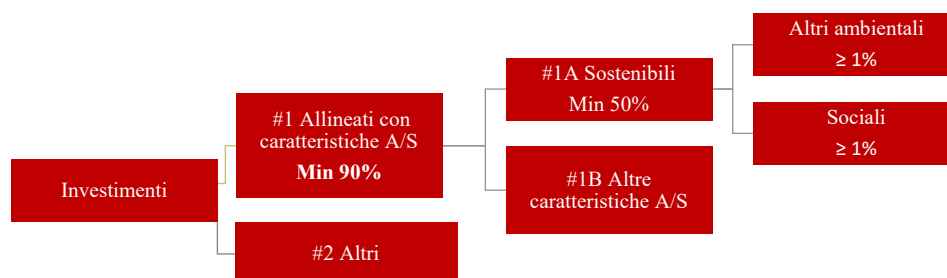 Investimenti
#1 Allineati con
caratteristiche A/S
Min 90%
#2 Altri
#1A Sostenibili
Min 50%
#1B Altre
caratteristiche A/S
Altri ambientali
≥ 1%
Sociali
≥ 1%